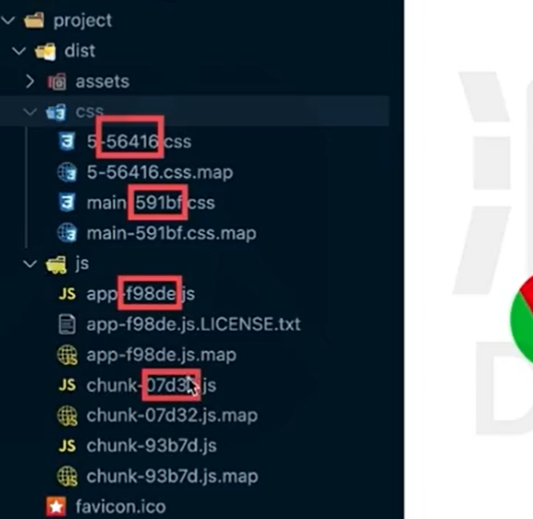 project
dist
assets
css
5-56416.css
5-56416.css.map
main-591bf.css
main-591bf.css.map
js
JS app-f98de.js
app-f98de.js.LICENSE.txt
app-f98de.js.map
JS chunk-07d32.js
chunk-07d32.js.map
JS chunk-93b7d.js
chunk-93b7d.js.map
favicon.ico